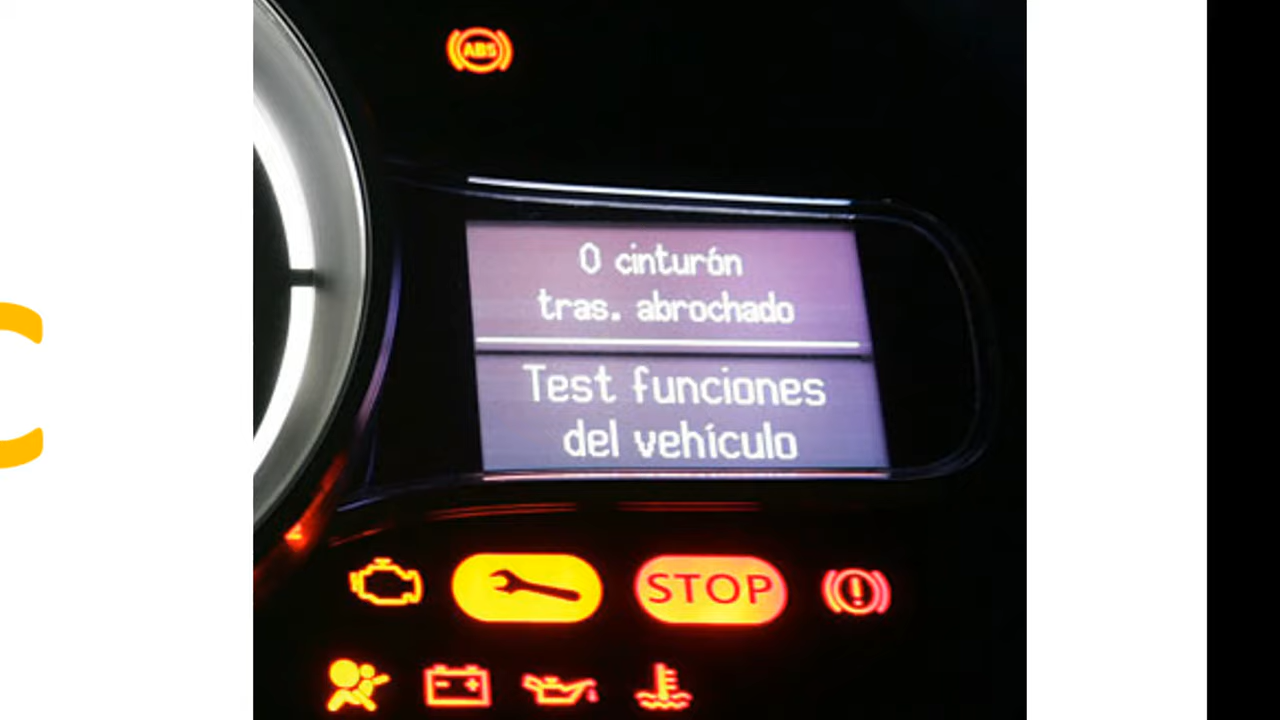 ABS
0 cinturón
tras. abrochado
Test funciones
del vehículo
STOP